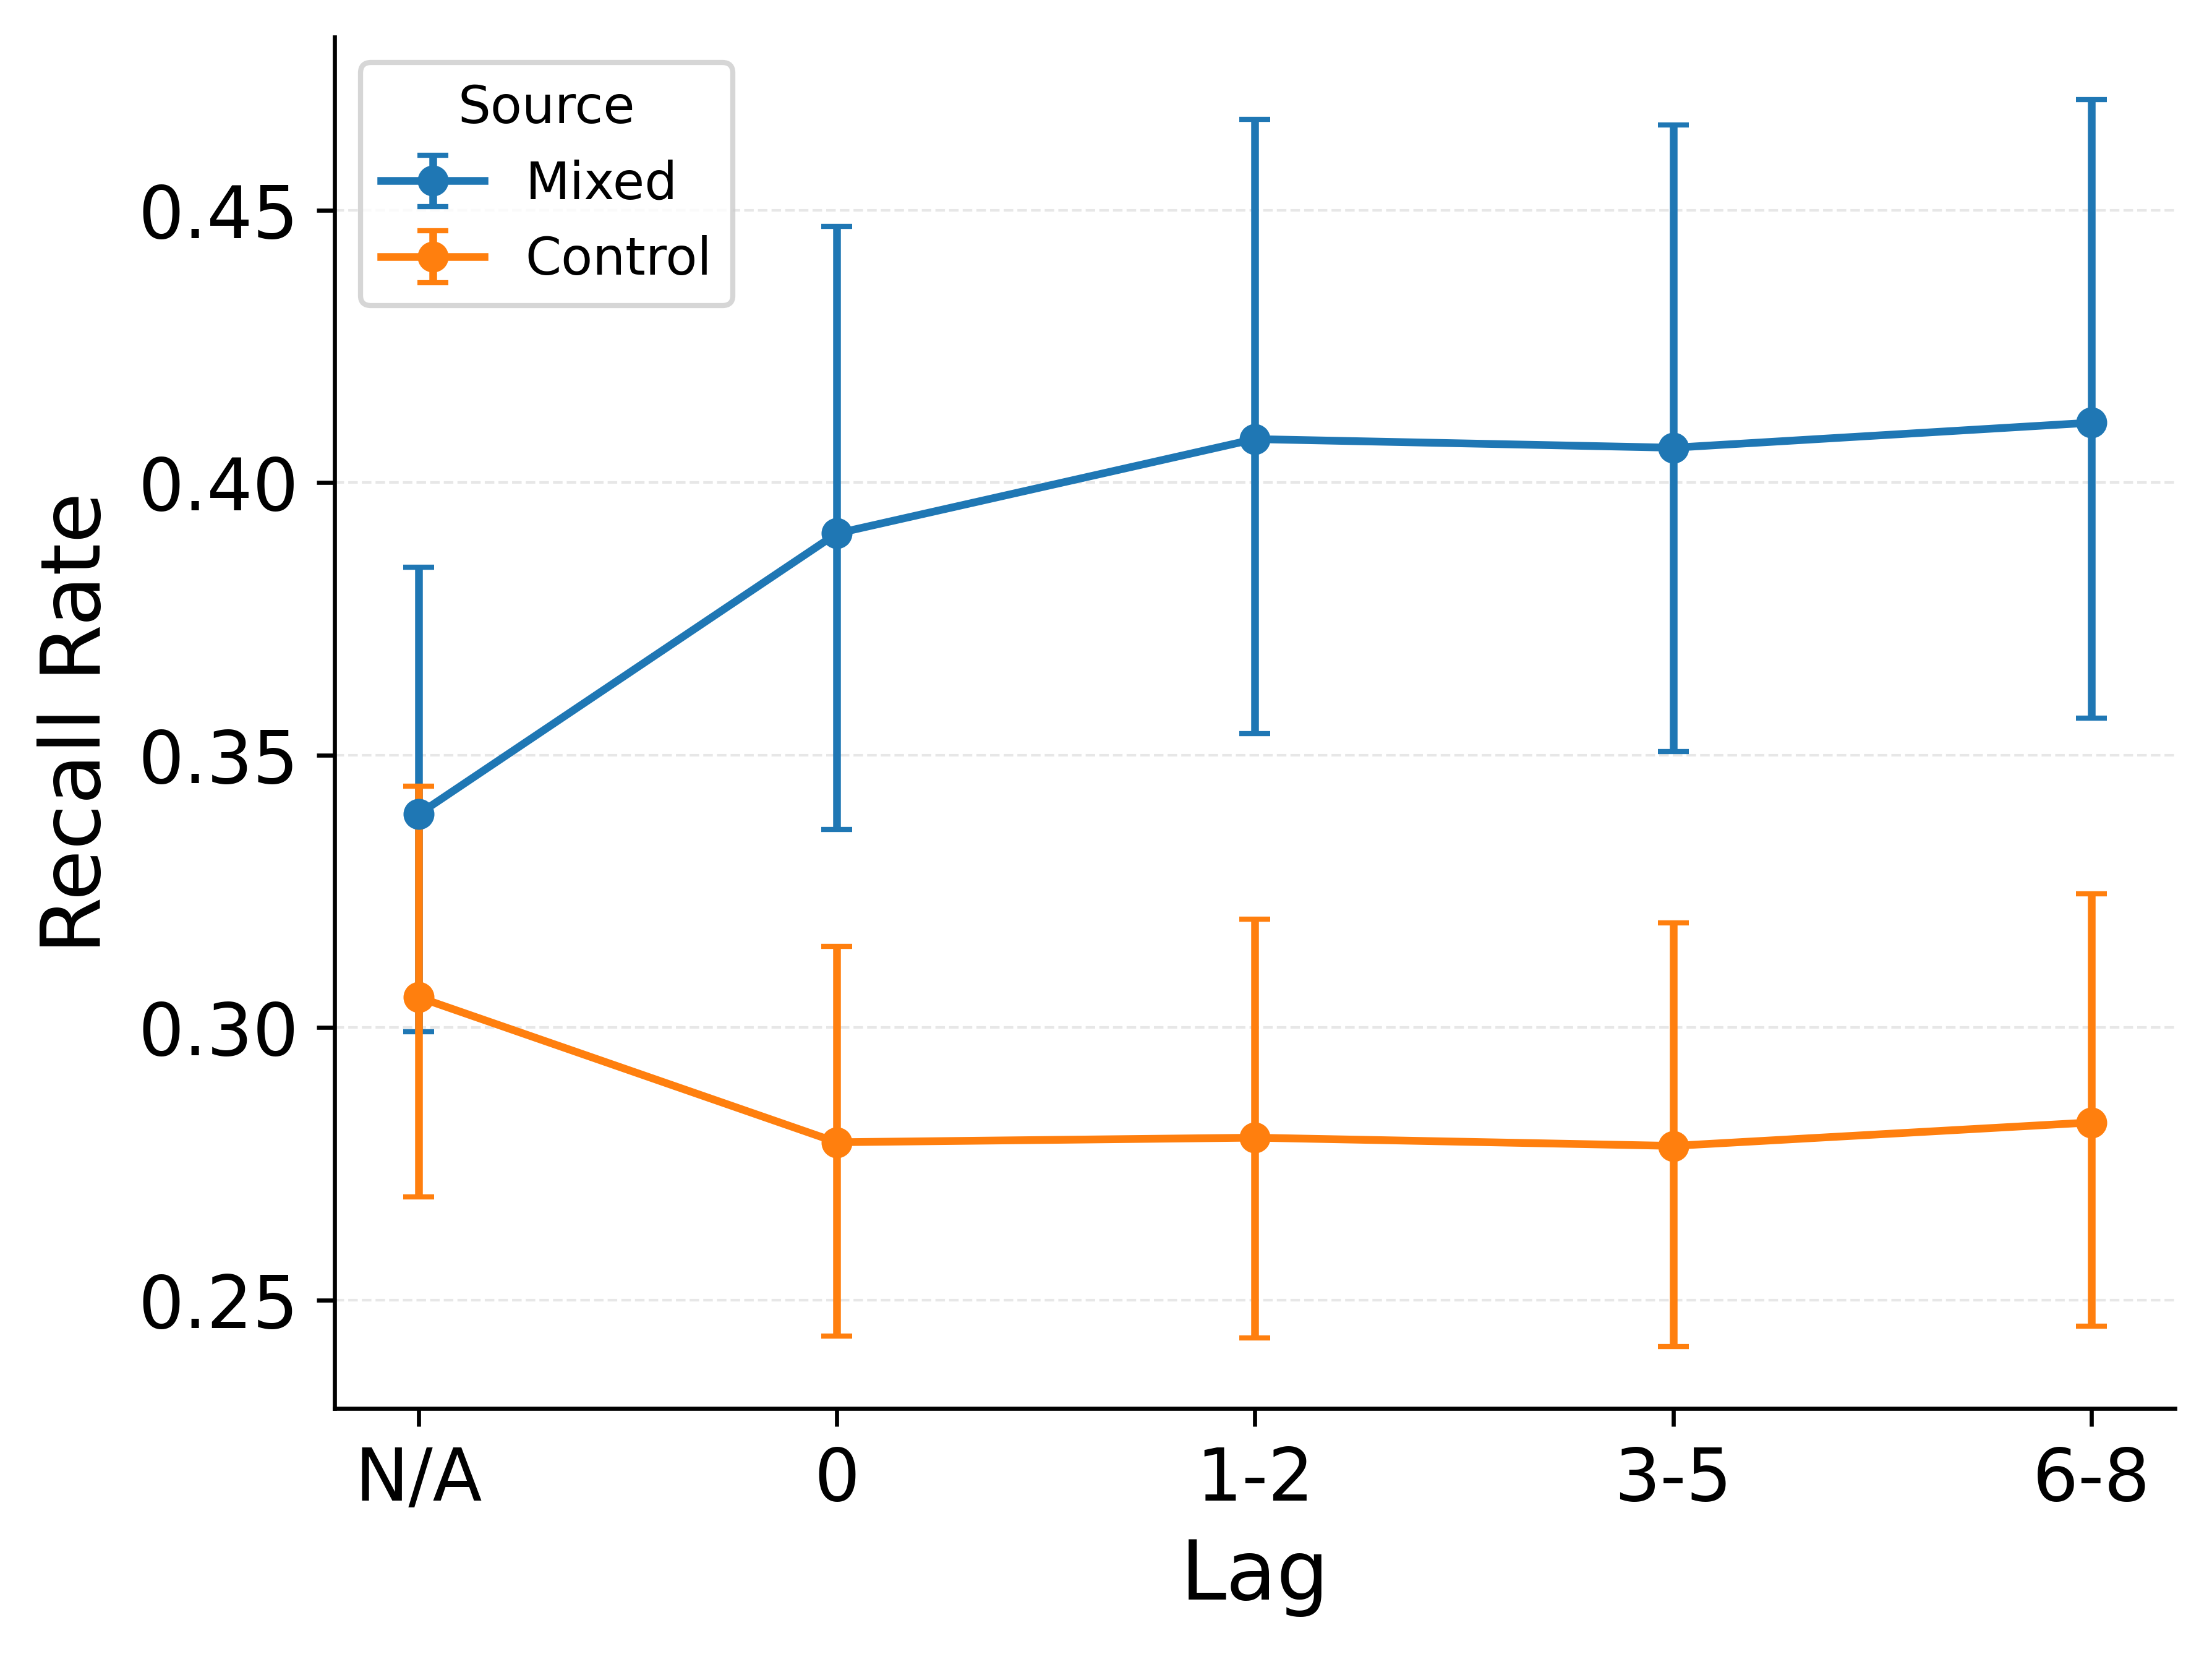 Source
Mixed
Control
Recall Rate
0.45
0.40
0.35
0.30
0.25
N/A 0 1-2 3-5 6-8
Lag